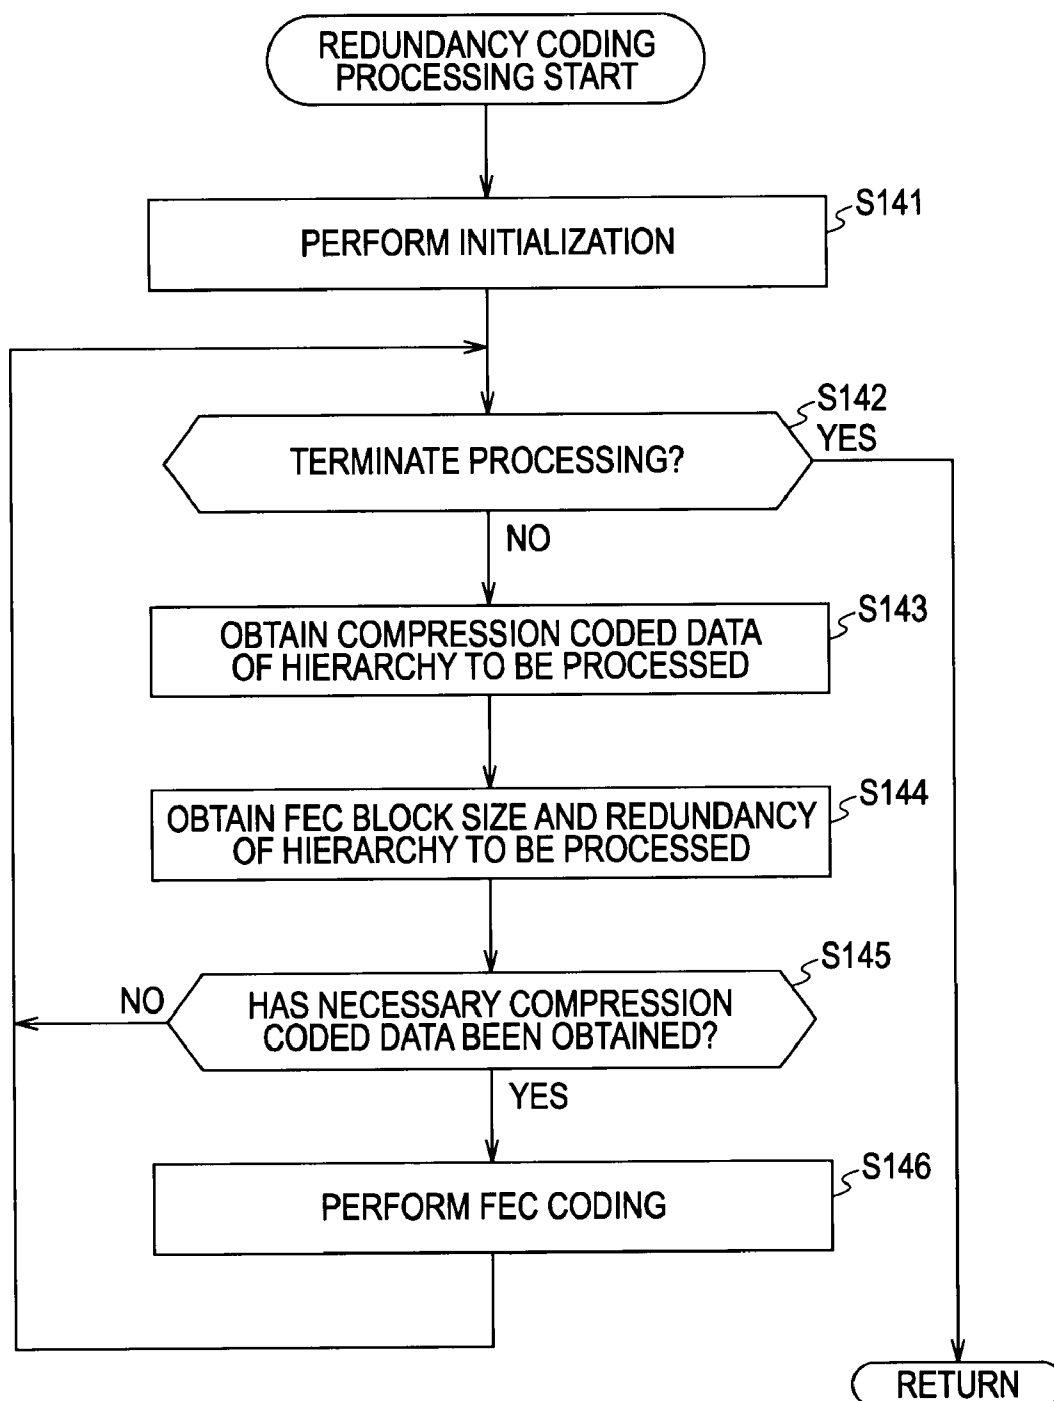 REDUNDANCY CODING
PROCESSING START
S141
PERFORM INITIALIZATION
S142
YES
TERMINATE PROCESSING?
NO
S143
OBTAIN COMPRESSION CODED DATA
OF HIERARCHY TO BE PROCESSED
S144
OBTAIN FEC BLOCK SIZE AND REDUNDANCY
OF HIERARCHY TO BE PROCESSED
S145
NO
HAS NECESSARY COMPRESSION
CODED DATA BEEN OBTAINED?
YES
S146
PERFORM FEC CODING
RETURN